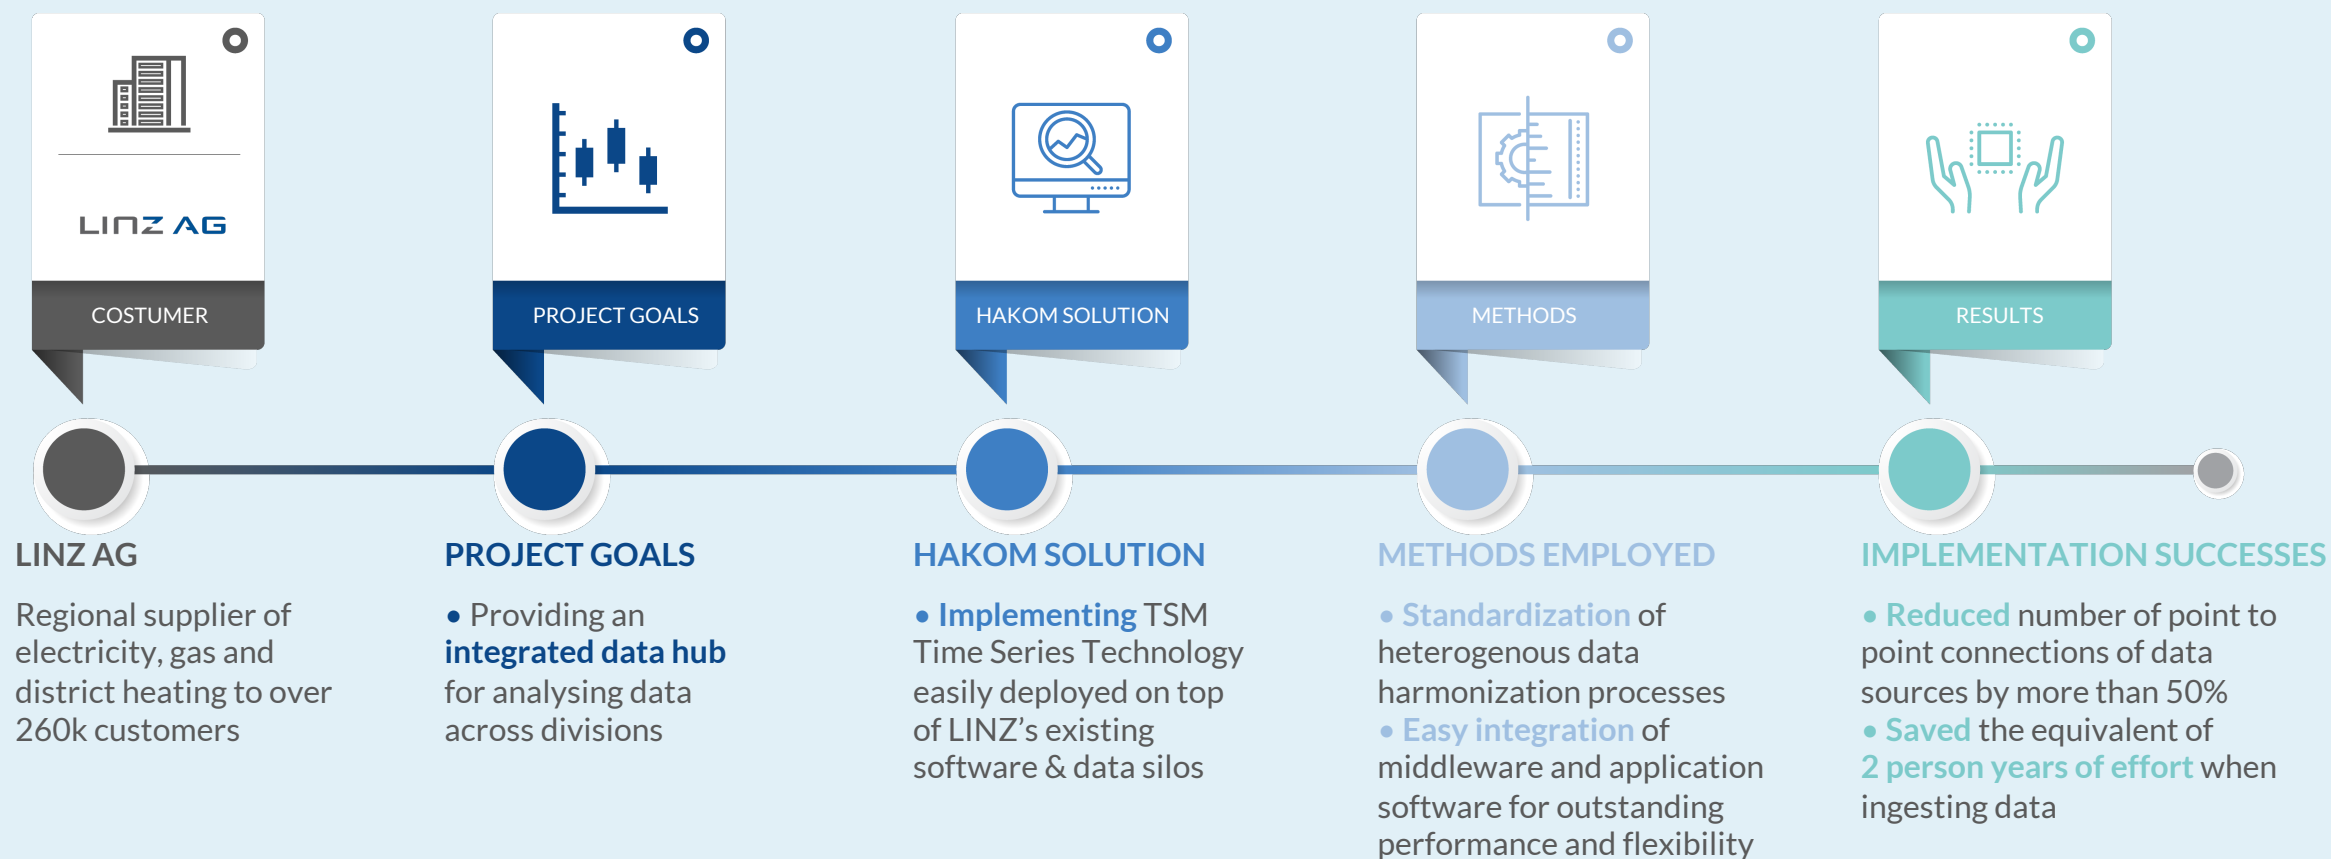 LINZ AG
COSTUMER
PROJECT GOALS
HAKOM SOLUTION
METHODS
RESULTS
LINZ AG
Regional supplier of
electricity, gas and
district heating to over
260k customers
PROJECT GOALS
• Providing an
integrated data hub
for analysing data
across divisions
HAKOM SOLUTION
• Implementing TSM
Time Series Technology
easily deployed on top
of LINZ’s existing
software & data silos
METHODS EMPLOYED
• Standardization of
heterogenous data
harmonization processes
• Easy integration of
middleware and application
software for outstanding
performance and flexibility
IMPLEMENTATION SUCCESSES
• Reduced number of point to
point connections of data
sources by more than 50%
• Saved the equivalent of
2 person years of effort when
ingesting data